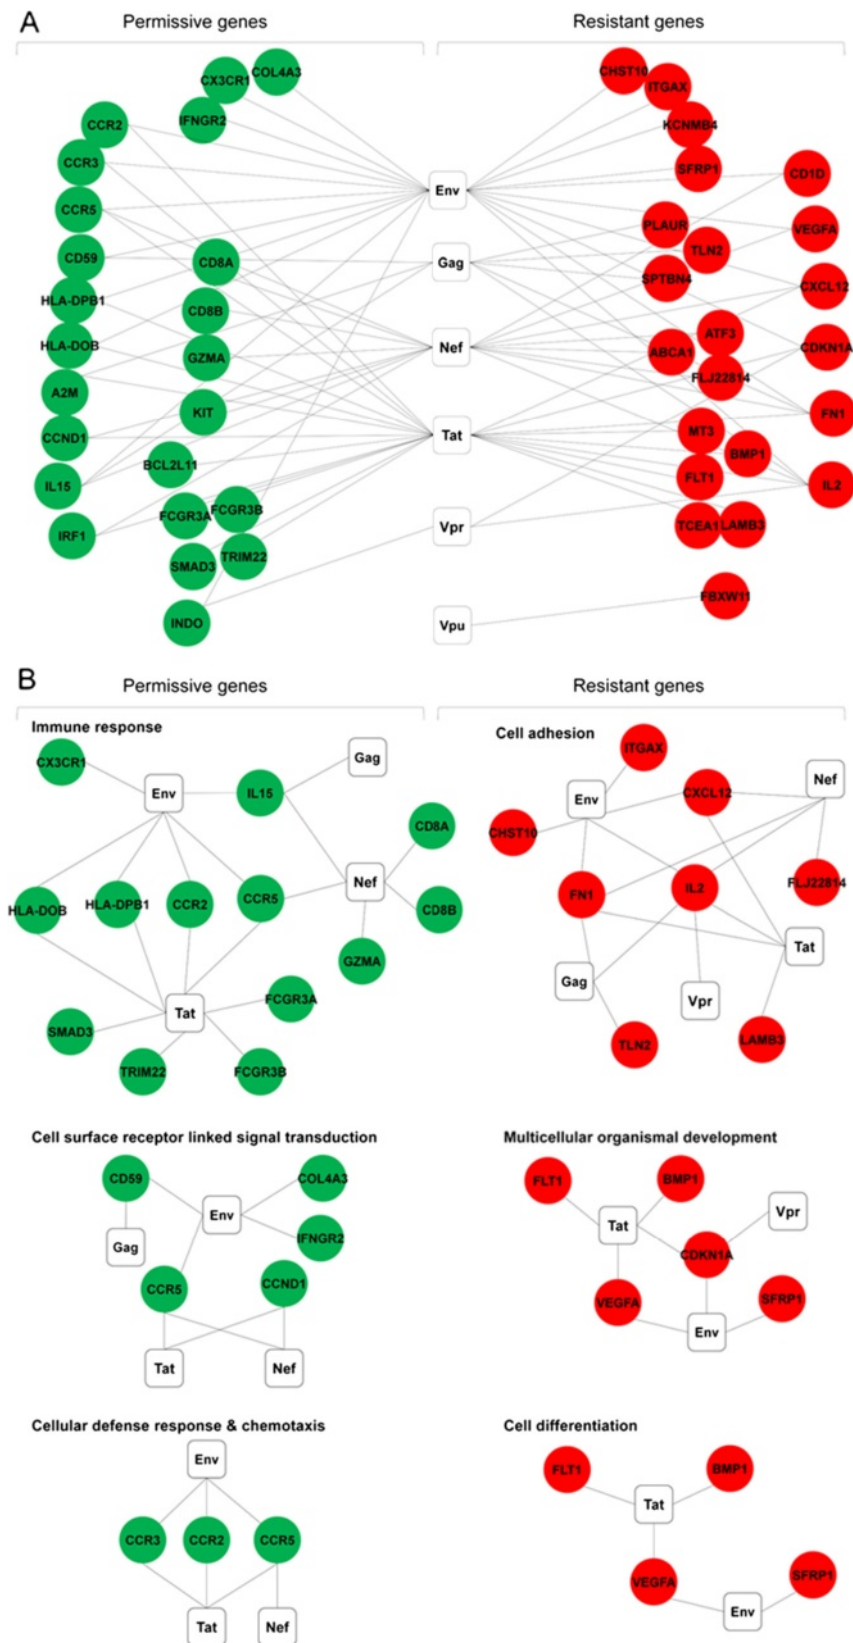 A
Permissive genes
Resistant genes
CX3CR1
COL4A3
IFNGR2
CCR2
CCR3
CCR5
CD59
CD8A
HLA-DPB1
CD8B
HLA-DOB
GZMA
A2M
KIT
CCND1
BCL2L11
IL15
FCGR3A
FCGR3B
IRF1
SMAD3
TRIM22
INDO
Env
Gag
Nef
Tat
Vpr
Vpu
CHST10
ITGAX
KCNMB4
SFRP1
CD1D
PLAUR
VEGFA
TLN2
SPTBN4
CXCL12
ATF3
ABCA1
CDKN1A
FLJ22814
FN1
MT3
BMP1
FLT1
IL2
TCEA1
LAMB3
FBXW11
B
Permissive genes
Resistant genes
Immune response
CX3CR1
Gag
Env
IL15
CD8A
Nef
HLA-DOB
HLA-DPB1
CCR2
CCR5
CD8B
GZMA
FCGR3A
Tat
SMAD3
TRIM22
FCGR3B
Cell adhesion
ITGAX
Nef
Env
CXCL12
CHST10
FN1
IL2
FLJ22814
Tat
Gag
Vpr
TLN2
LAMB3
Cell surface receptor linked signal transduction
CD59
COL4A3
Env
Gag
IFNGR2
CCR5
CCND1
Tat
Nef
Multicellular organismal development
FLT1
BMP1
Vpr
Tat
CDKN1A
VEGFA
SFRP1
Env
Cellular defense response & chemotaxis
Env
CCR3
CCR2
CCR5
Tat
Nef
Cell differentiation
FLT1
BMP1
Tat
VEGFA
SFRP1
Env